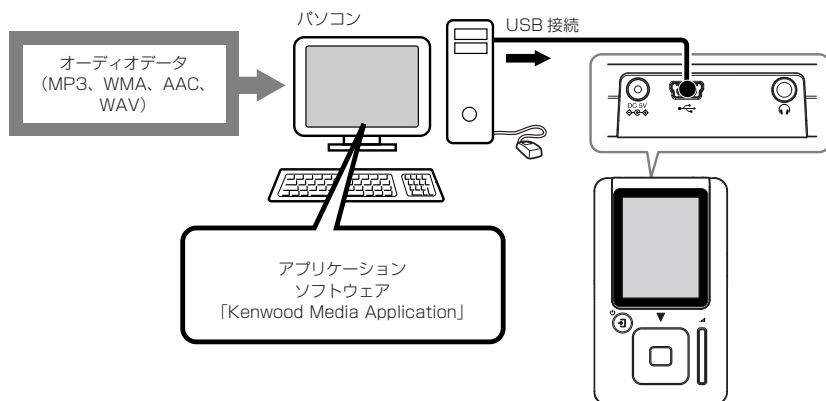 パソコン
USB 接続
オーディオデータ
（MP3、WMA、AAC、
WAV）
DC 5V
アプリケーション
ソフトウェア
「Kenwood Media Application」